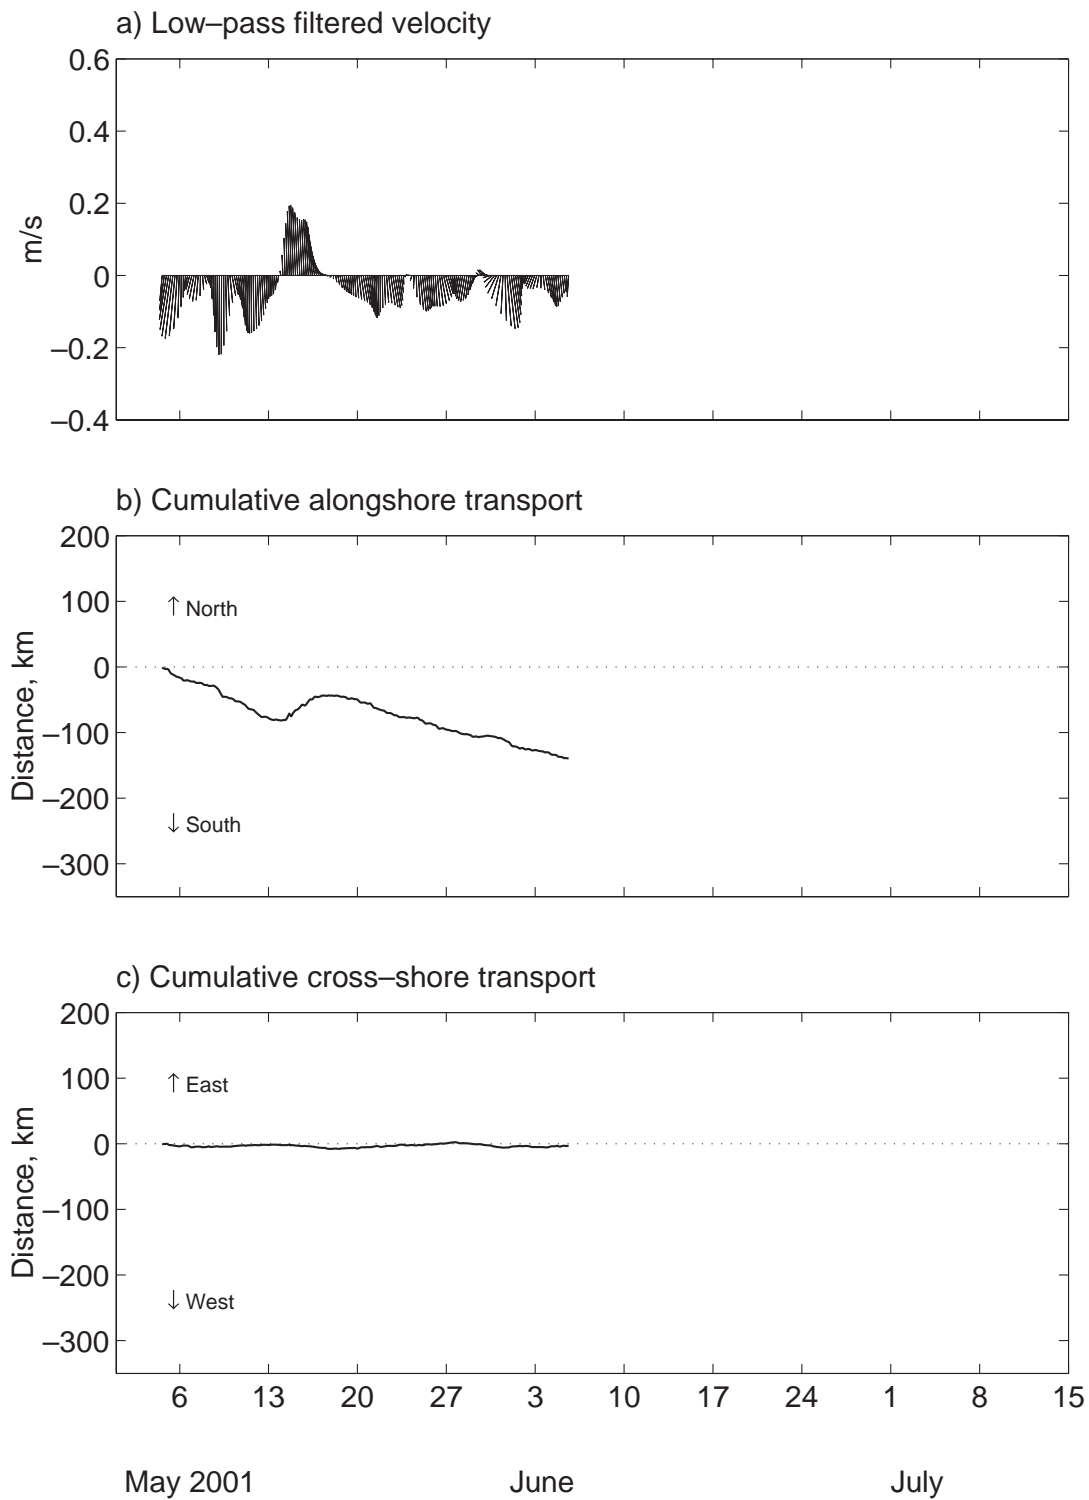 a) Low–pass filtered velocity
0.6
0.4
0.2
0
–0.2
–0.4
m/s
b) Cumulative alongshore transport
200
100
0
–100
–200
–300
Distance, km
↑ North
↓ South
c) Cumulative cross–shore transport
200
100
0
–100
–200
–300
Distance, km
↑ East
↓ West
6 13 20 27 3 10 17 24 1 8 15
May 2001 June July